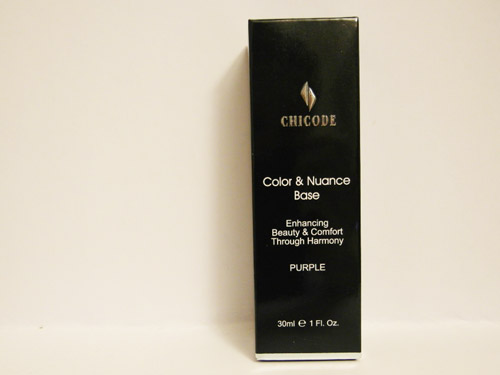 CHICODE
Color & Nuance
Base
Enhancing
Beauty & Comfort
Through Harmony
PURPLE
30ml ℮ 1 Fl. Oz.